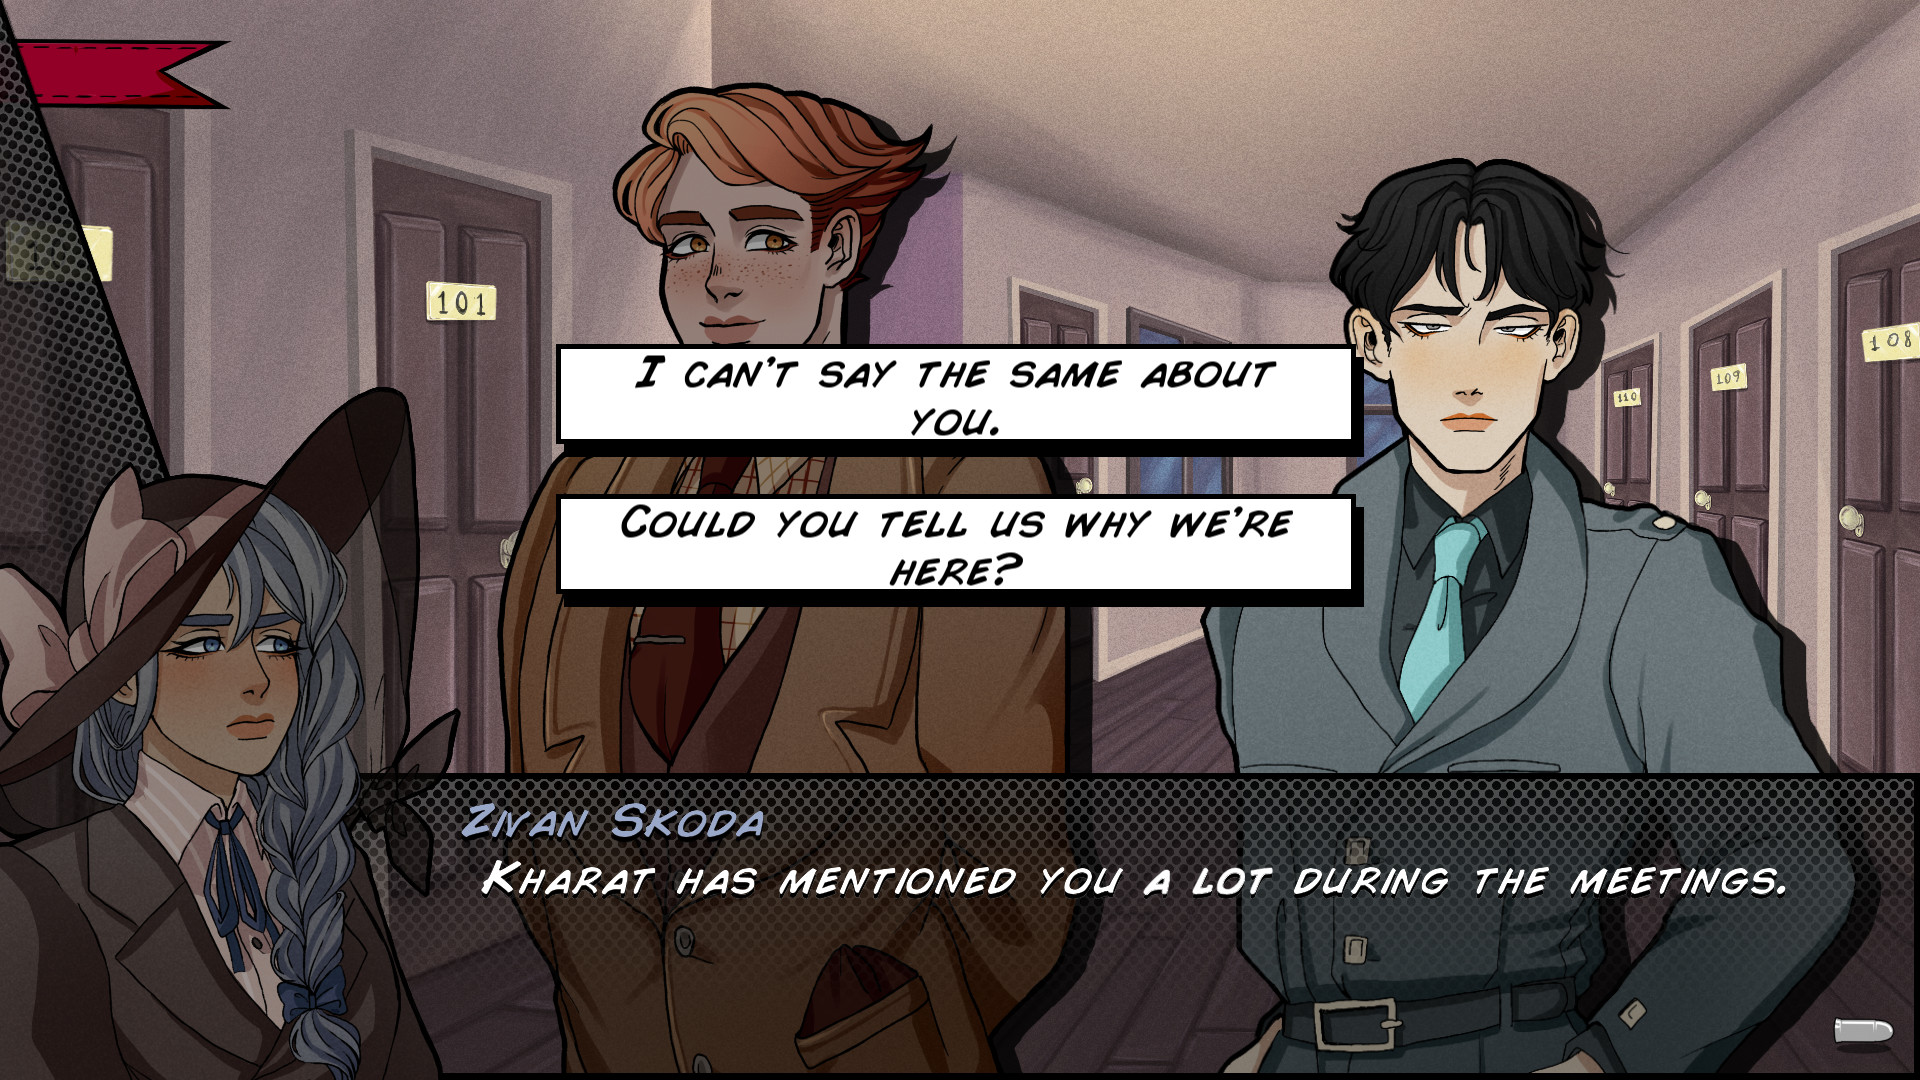 101
110
109
108
I can't say the same about
you.
Could you tell us why we're
here?
Zivan Skoda
Kharat has mentioned you a lot during the meetings.